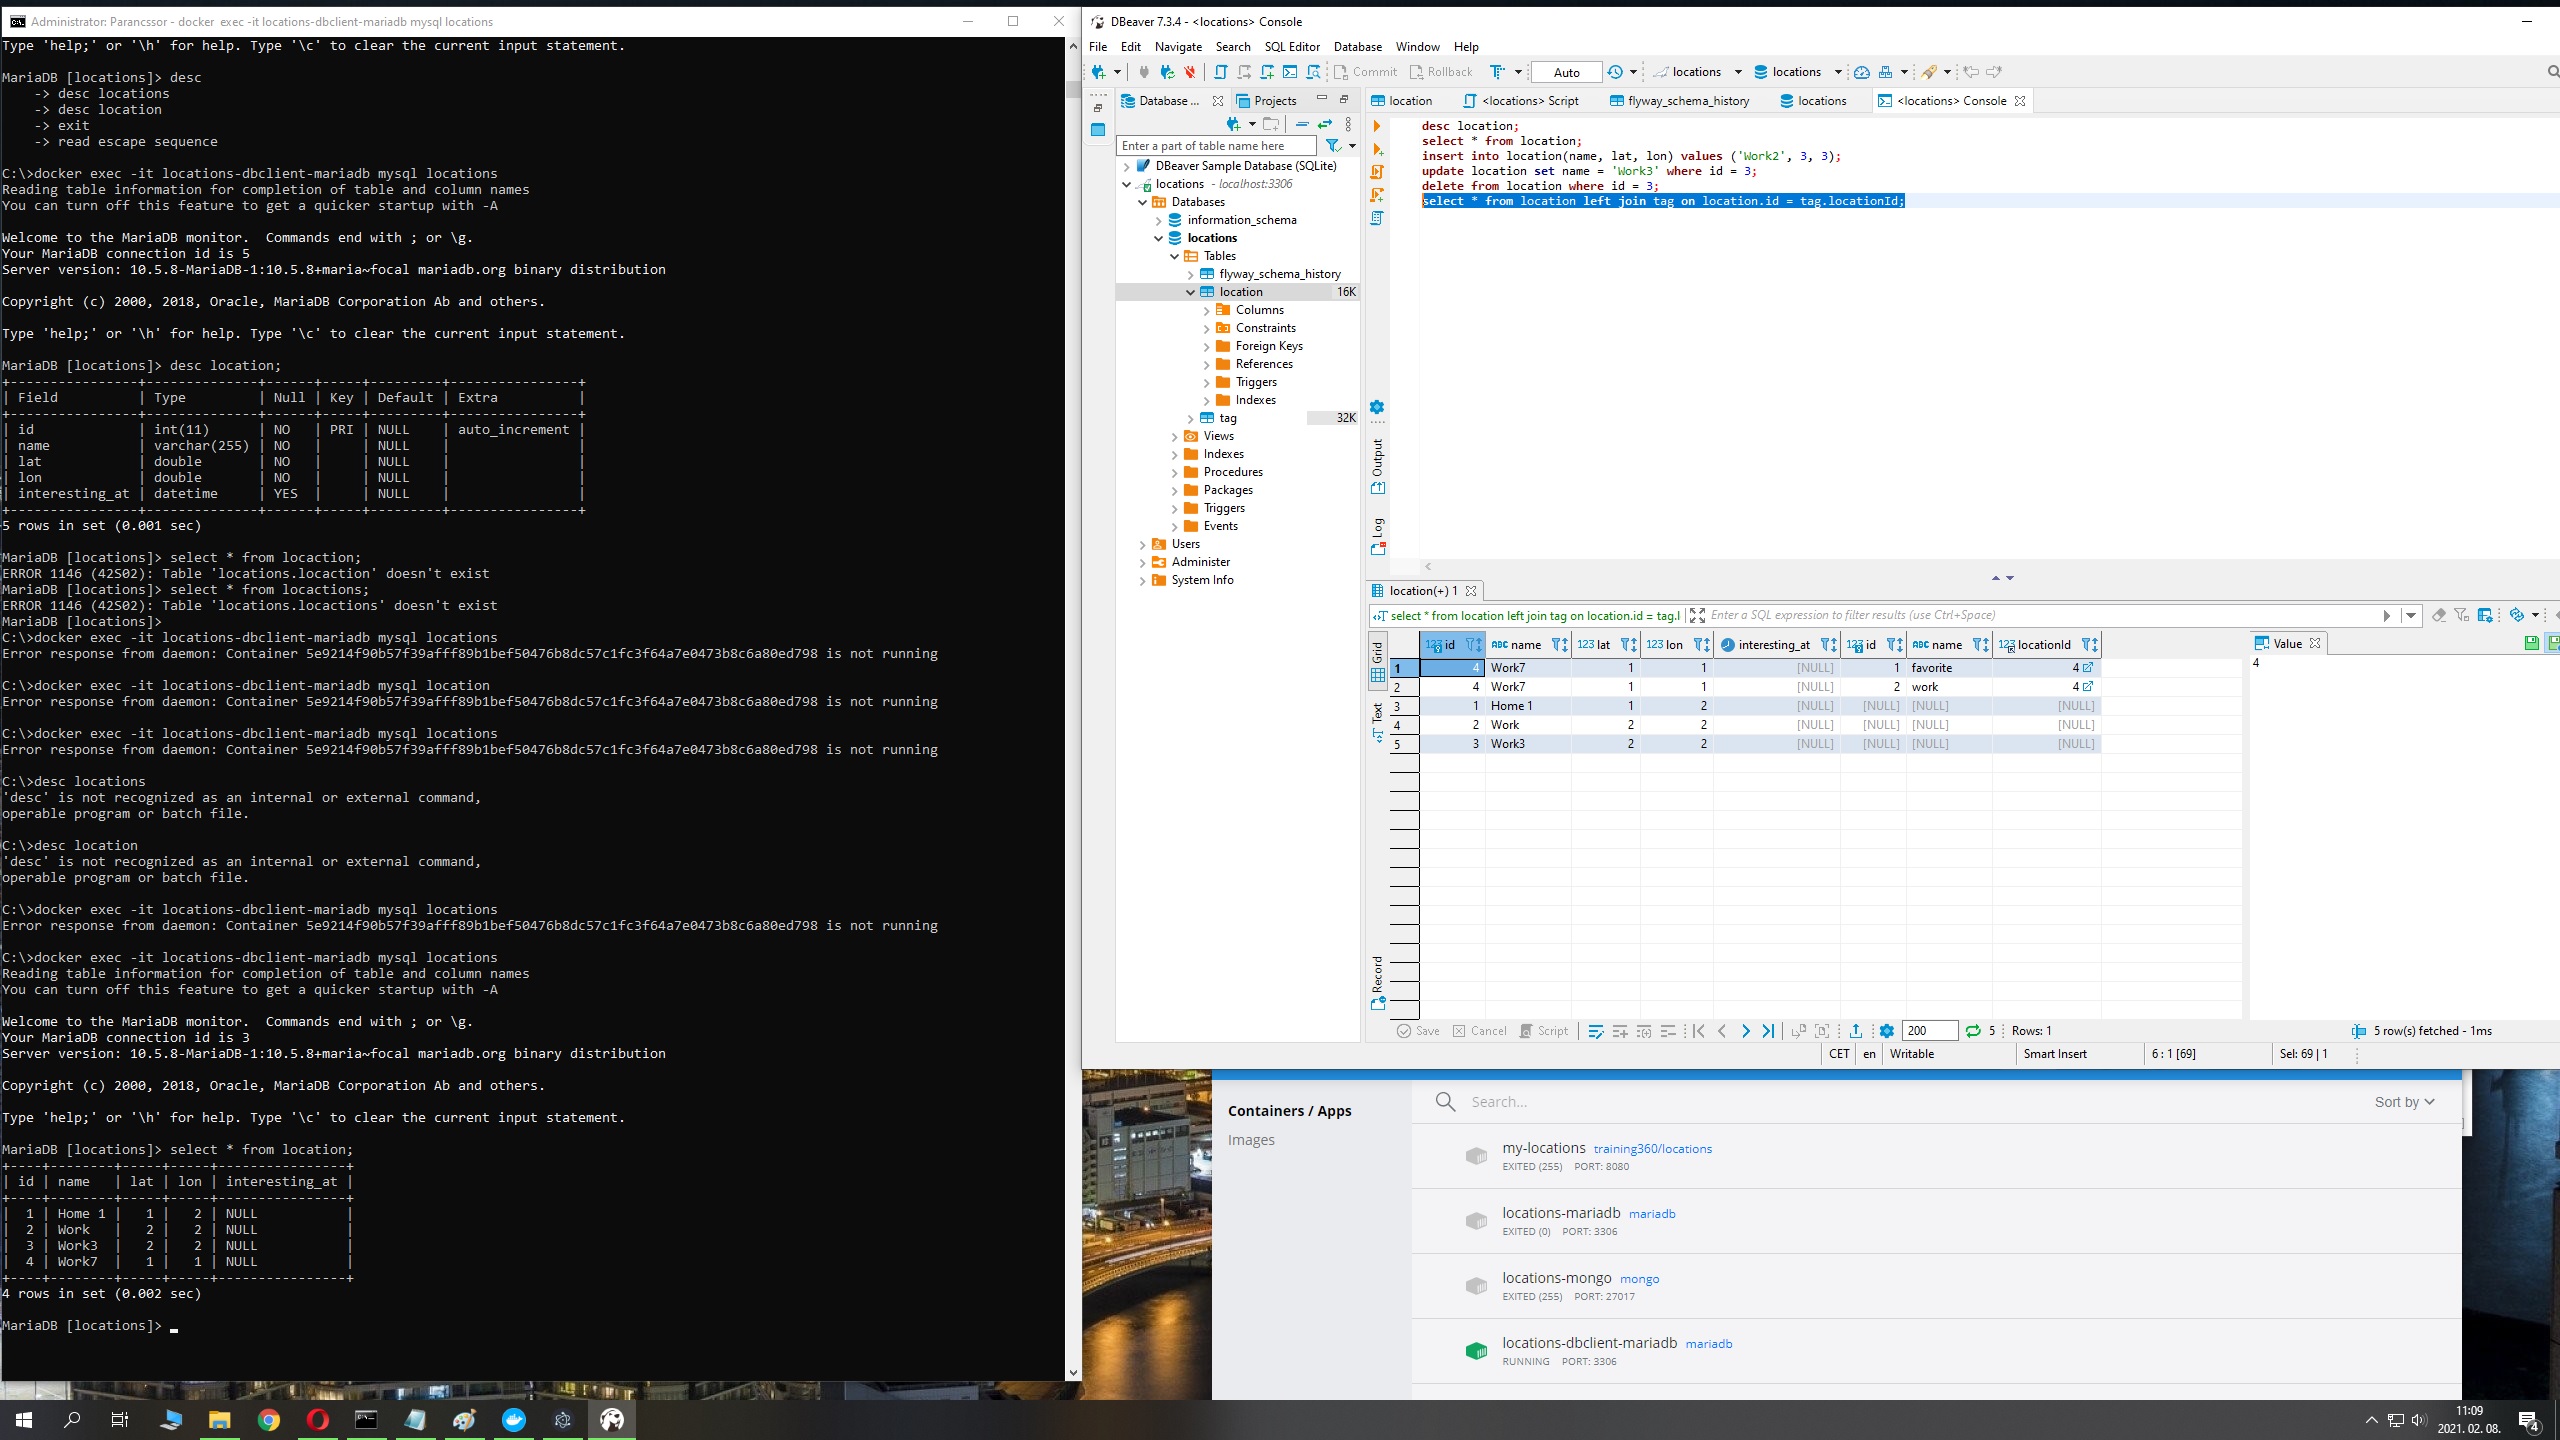 Administrator: Parancssor - docker  exec -it locations-dbclient-mariadb mysql locations
Type 'help;' or '\h' for help. Type '\c' to clear the current input statement.
MariaDB [locations]> desc
    -> desc locations
    -> desc location
    -> exit
    -> read escape sequence
C:\>docker exec -it locations-dbclient-mariadb mysql locations
Reading table information for completion of table and column names
You can turn off this feature to get a quicker startup with -A
Welcome to the MariaDB monitor.  Commands end with ; or \g.
Your MariaDB connection id is 5
Server version: 10.5.8-MariaDB-1:10.5.8+maria~focal mariadb.org binary distribution
Copyright (c) 2000, 2018, Oracle, MariaDB Corporation Ab and others.
Type 'help;' or '\h' for help. Type '\c' to clear the current input statement.
MariaDB [locations]> desc location;
+----------------+--------------+------+-----+---------+----------------+
| Field          | Type         | Null | Key | Default | Extra          |
+----------------+--------------+------+-----+---------+----------------+
| id             | int(11)      | NO   | PRI | NULL    | auto_increment |
| name           | varchar(255) | NO   |     | NULL    |                |
| lat            | double       | NO   |     | NULL    |                |
| lon            | double       | NO   |     | NULL    |                |
| interesting_at | datetime     | YES  |     | NULL    |                |
+----------------+--------------+------+-----+---------+----------------+
5 rows in set (0.001 sec)
MariaDB [locations]> select * from locaction;
ERROR 1146 (42S02): Table 'locations.locaction' doesn't exist
MariaDB [locations]> select * from locactions;
ERROR 1146 (42S02): Table 'locations.locactions' doesn't exist
MariaDB [locations]>
C:\>docker exec -it locations-dbclient-mariadb mysql locations
Error response from daemon: Container 5e9214f90b57f39afff89b1bef50476b8dc57c1fc3f64a7e0473b8c6a80ed798 is not running
C:\>docker exec -it locations-dbclient-mariadb mysql location
Error response from daemon: Container 5e9214f90b57f39afff89b1bef50476b8dc57c1fc3f64a7e0473b8c6a80ed798 is not running
C:\>docker exec -it locations-dbclient-mariadb mysql locations
Error response from daemon: Container 5e9214f90b57f39afff89b1bef50476b8dc57c1fc3f64a7e0473b8c6a80ed798 is not running
C:\>desc locations
'desc' is not recognized as an internal or external command,
operable program or batch file.
C:\>desc location
'desc' is not recognized as an internal or external command,
operable program or batch file.
C:\>docker exec -it locations-dbclient-mariadb mysql locations
Error response from daemon: Container 5e9214f90b57f39afff89b1bef50476b8dc57c1fc3f64a7e0473b8c6a80ed798 is not running
C:\>docker exec -it locations-dbclient-mariadb mysql locations
Reading table information for completion of table and column names
You can turn off this feature to get a quicker startup with -A
Welcome to the MariaDB monitor.  Commands end with ; or \g.
Your MariaDB connection id is 3
Server version: 10.5.8-MariaDB-1:10.5.8+maria~focal mariadb.org binary distribution
Copyright (c) 2000, 2018, Oracle, MariaDB Corporation Ab and others.
Type 'help;' or '\h' for help. Type '\c' to clear the current input statement.
MariaDB [locations]> select * from location;
+----+--------+-----+-----+----------------+
| id | name   | lat | lon | interesting_at |
+----+--------+-----+-----+----------------+
|  1 | Home 1 |   1 |   2 | NULL           |
|  2 | Work   |   2 |   2 | NULL           |
|  3 | Work3  |   2 |   2 | NULL           |
|  4 | Work7  |   1 |   1 | NULL           |
+----+--------+-----+-----+----------------+
4 rows in set (0.002 sec)
MariaDB [locations]> _
DBeaver 7.3.4 - <locations> Console
File Edit Navigate Search SQL Editor Database Window Help
Commit Rollback Auto locations locations
Database ... Projects
location <locations> Script flyway_schema_history locations <locations> Console
Enter a part of table name here
DBeaver Sample Database (SQLite)
locations - localhost:3306
Databases
information_schema
locations
Tables
flyway_schema_history
location 16K
Columns
Constraints
Foreign Keys
References
Triggers
Indexes
tag 32K
Views
Indexes
Procedures
Packages
Triggers
Events
Users
Administer
System Info
desc location;
select * from location;
insert into location(name, lat, lon) values ('Work2', 3, 3);
update location set name = 'Work3' where id = 3;
delete from location where id = 3;
select * from location left join tag on location.id = tag.locationId;
Output
Log
location(+) 1
select * from location left join tag on location.id = tag.l Enter a SQL expression to filter results (use Ctrl+Space)
Grid
Text
Record
123 id ABC name 123 lat 123 lon interesting_at 123 id ABC name 123 locationId
1 4 Work7 1 1 [NULL] 1 favorite 4
2 4 Work7 1 1 [NULL] 2 work 4
3 1 Home 1 1 2 [NULL] [NULL] [NULL] [NULL]
4 2 Work 2 2 [NULL] [NULL] [NULL] [NULL]
5 3 Work3 2 2 [NULL] [NULL] [NULL] [NULL]
Value
4
Save Cancel Script 200 5 Rows: 1 5 row(s) fetched - 1ms
CET en Writable Smart Insert 6 : 1 [69] Sel: 69 | 1
Containers / Apps
Images
Search...
Sort by
my-locations training360/locations
EXITED (255) PORT: 8080
locations-mariadb mariadb
EXITED (0) PORT: 3306
locations-mongo mongo
EXITED (255) PORT: 27017
locations-dbclient-mariadb mariadb
RUNNING PORT: 3306
11:09
2021. 02. 08.
4